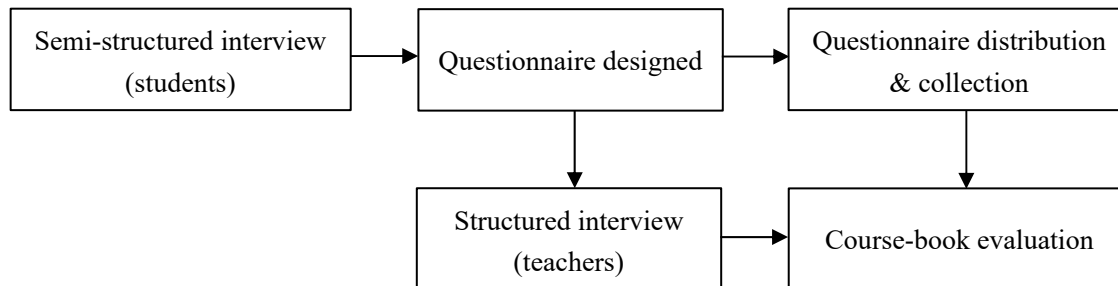 Semi-structured interview
(students)
Questionnaire designed
Questionnaire distribution
& collection
Structured interview
(teachers)
Course-book evaluation